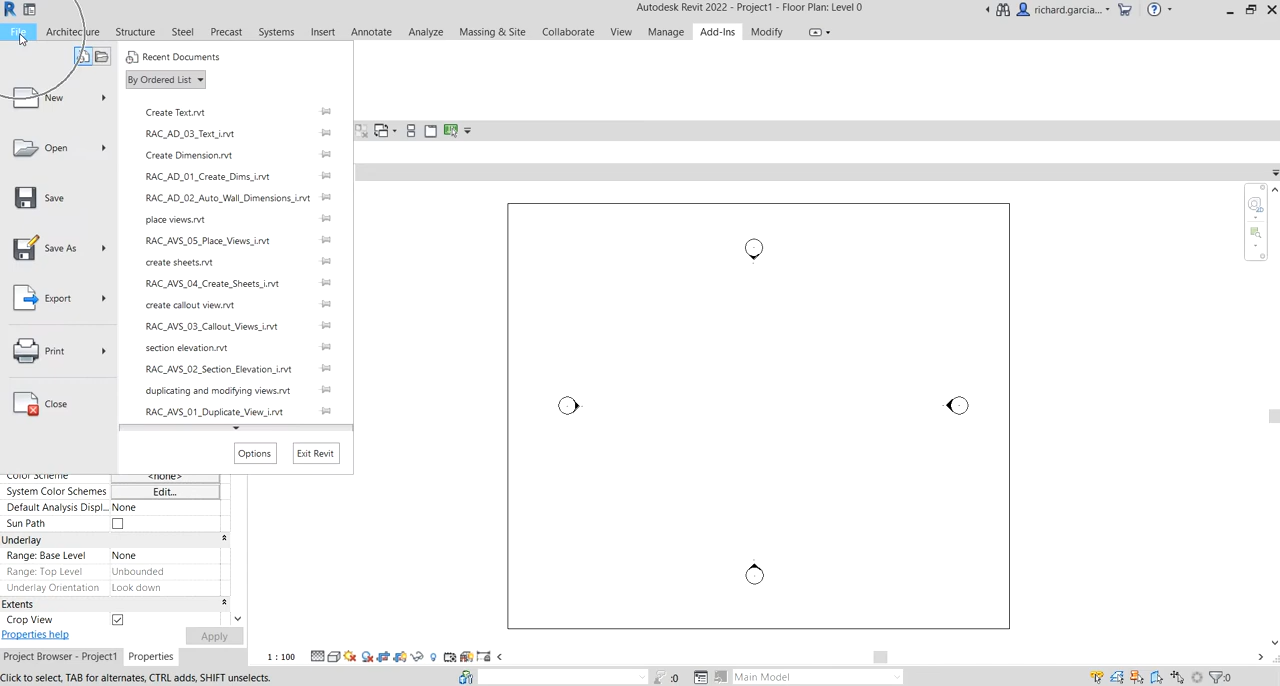 Autodesk Revit 2022 - Project1 - Floor Plan: Level 0
richard.garcia...
File Architecture Structure Steel Precast Systems Insert Annotate Analyze Massing & Site Collaborate View Manage Add-Ins Modify
Recent Documents
By Ordered List
New
Open
Save
Save As
Export
Print
Close
Create Text.rvt
RAC_AD_03_Text_i.rvt
Create Dimension.rvt
RAC_AD_01_Create_Dims_i.rvt
RAC_AD_02_Auto_Wall_Dimensions_i.rvt
place views.rvt
RAC_AVS_05_Place_Views_i.rvt
create sheets.rvt
RAC_AVS_04_Create_Sheets_i.rvt
create callout view.rvt
RAC_AVS_03_Callout_Views_i.rvt
section elevation.rvt
RAC_AVS_02_Section_Elevation_i.rvt
duplicating and modifying views.rvt
RAC_AVS_01_Duplicate_View_i.rvt
Options Exit Revit
Color Scheme <none>
System Color Schemes Edit...
Default Analysis Displ... None
Sun Path
Underlay
Range: Base Level None
Range: Top Level Unbounded
Underlay Orientation Look down
Extents
Crop View
Properties help Apply
Project Browser - Project1 Properties
1 : 100
Click to select, TAB for alternates, CTRL adds, SHIFT unselects.
:0
Main Model
:0